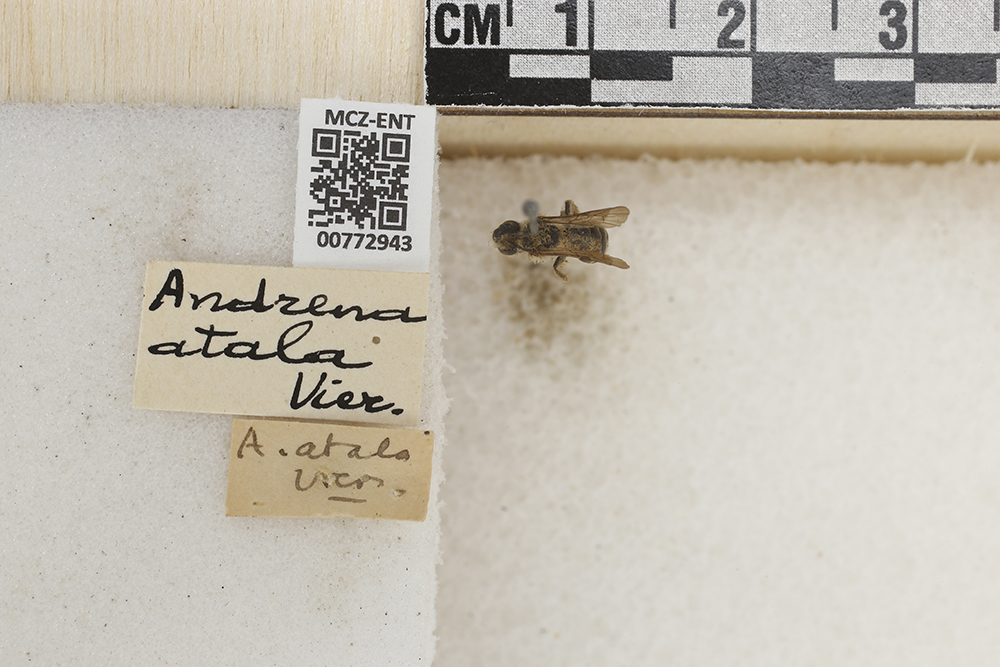 CM 1 2 3
MCZ-ENT
00772943
Andrena
atala
Vier.
A. atala
Vier.